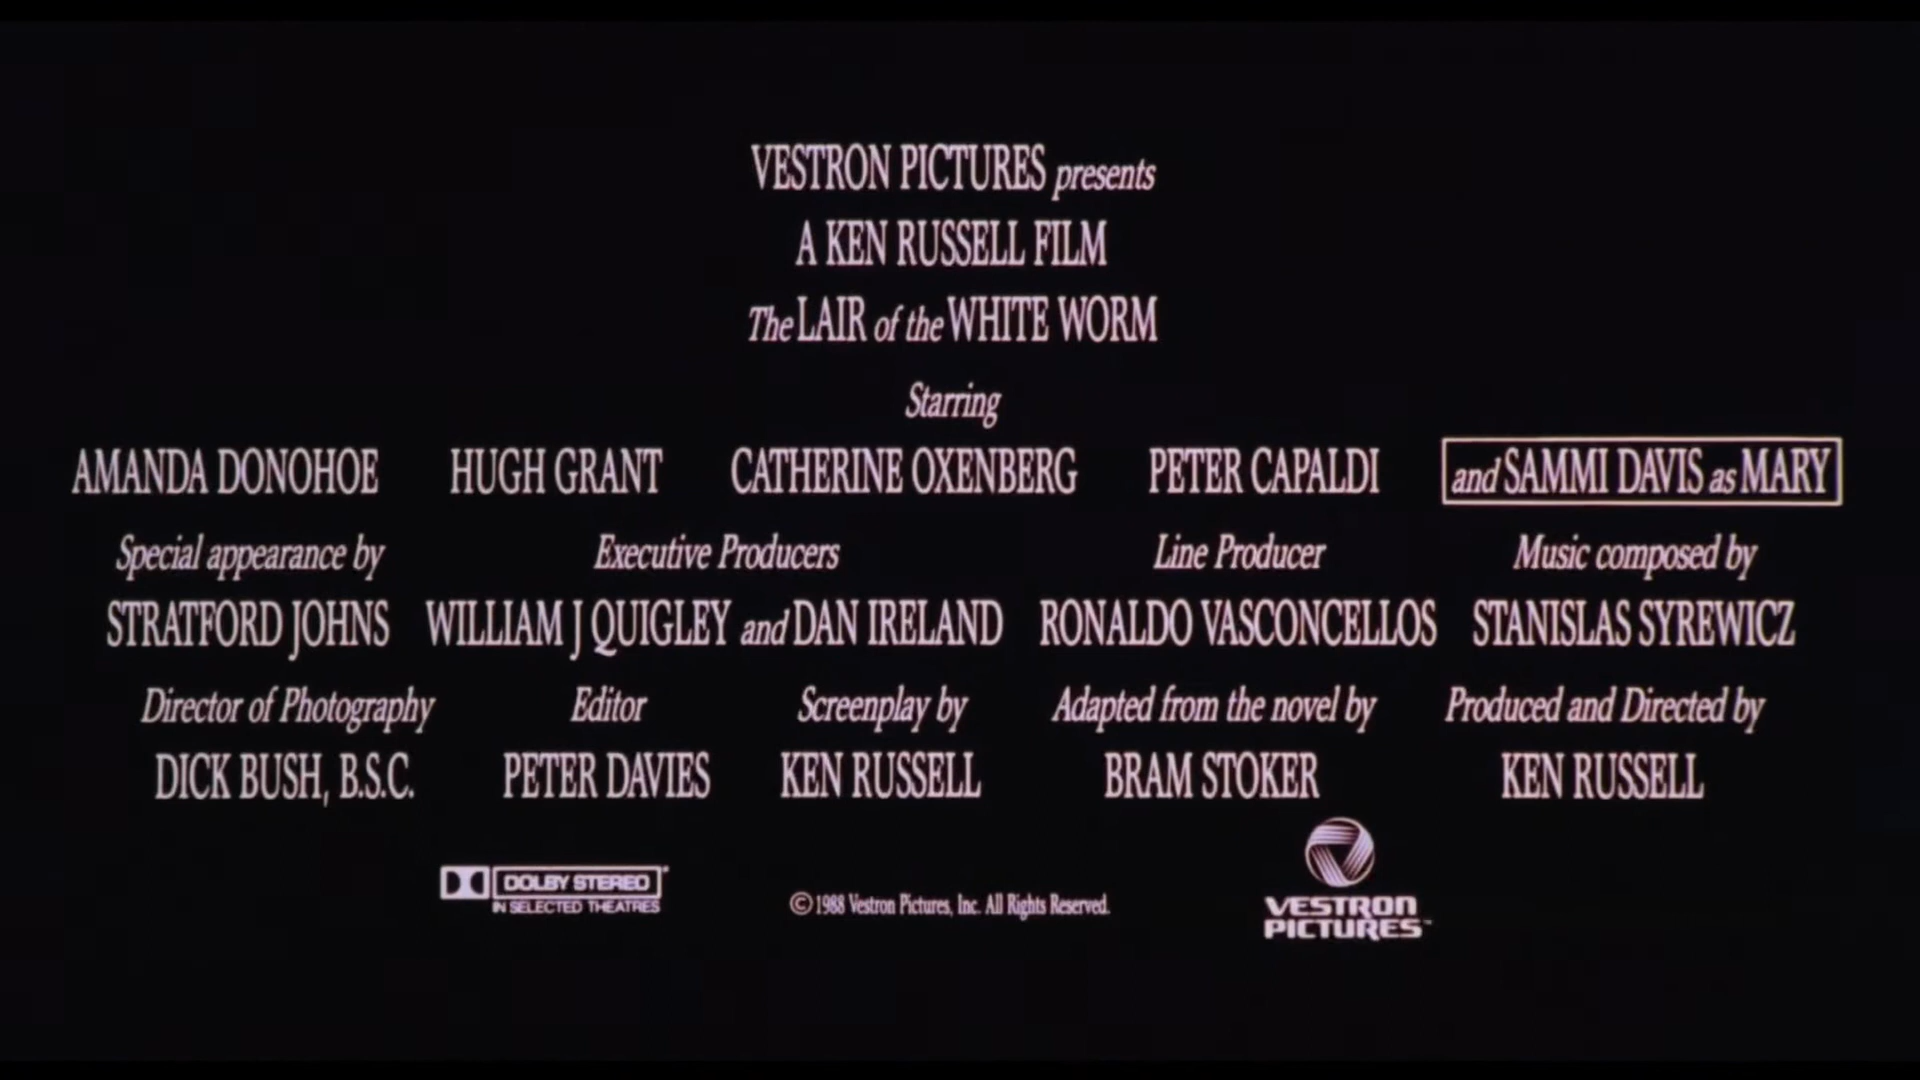 VESTRON PICTURES presents
A KEN RUSSELL FILM
The LAIR of the WHITE WORM
Starring
AMANDA DONOHOE HUGH GRANT CATHERINE OXENBERG PETER CAPALDI and SAMMI DAVIS as MARY
Special appearance by Executive Producers Line Producer Music composed by
STRATFORD JOHNS WILLIAM J QUIGLEY and DAN IRELAND RONALDO VASCONCELLOS STANISLAS SYREWICZ
Director of Photography Editor Screenplay by Adapted from the novel by Produced and Directed by
DICK BUSH, B.S.C. PETER DAVIES KEN RUSSELL BRAM STOKER KEN RUSSELL
DOLBY STEREO
IN SELECTED THEATRES
©1988 Vestron Pictures, Inc. All Rights Reserved.
VESTRON
PICTURES™